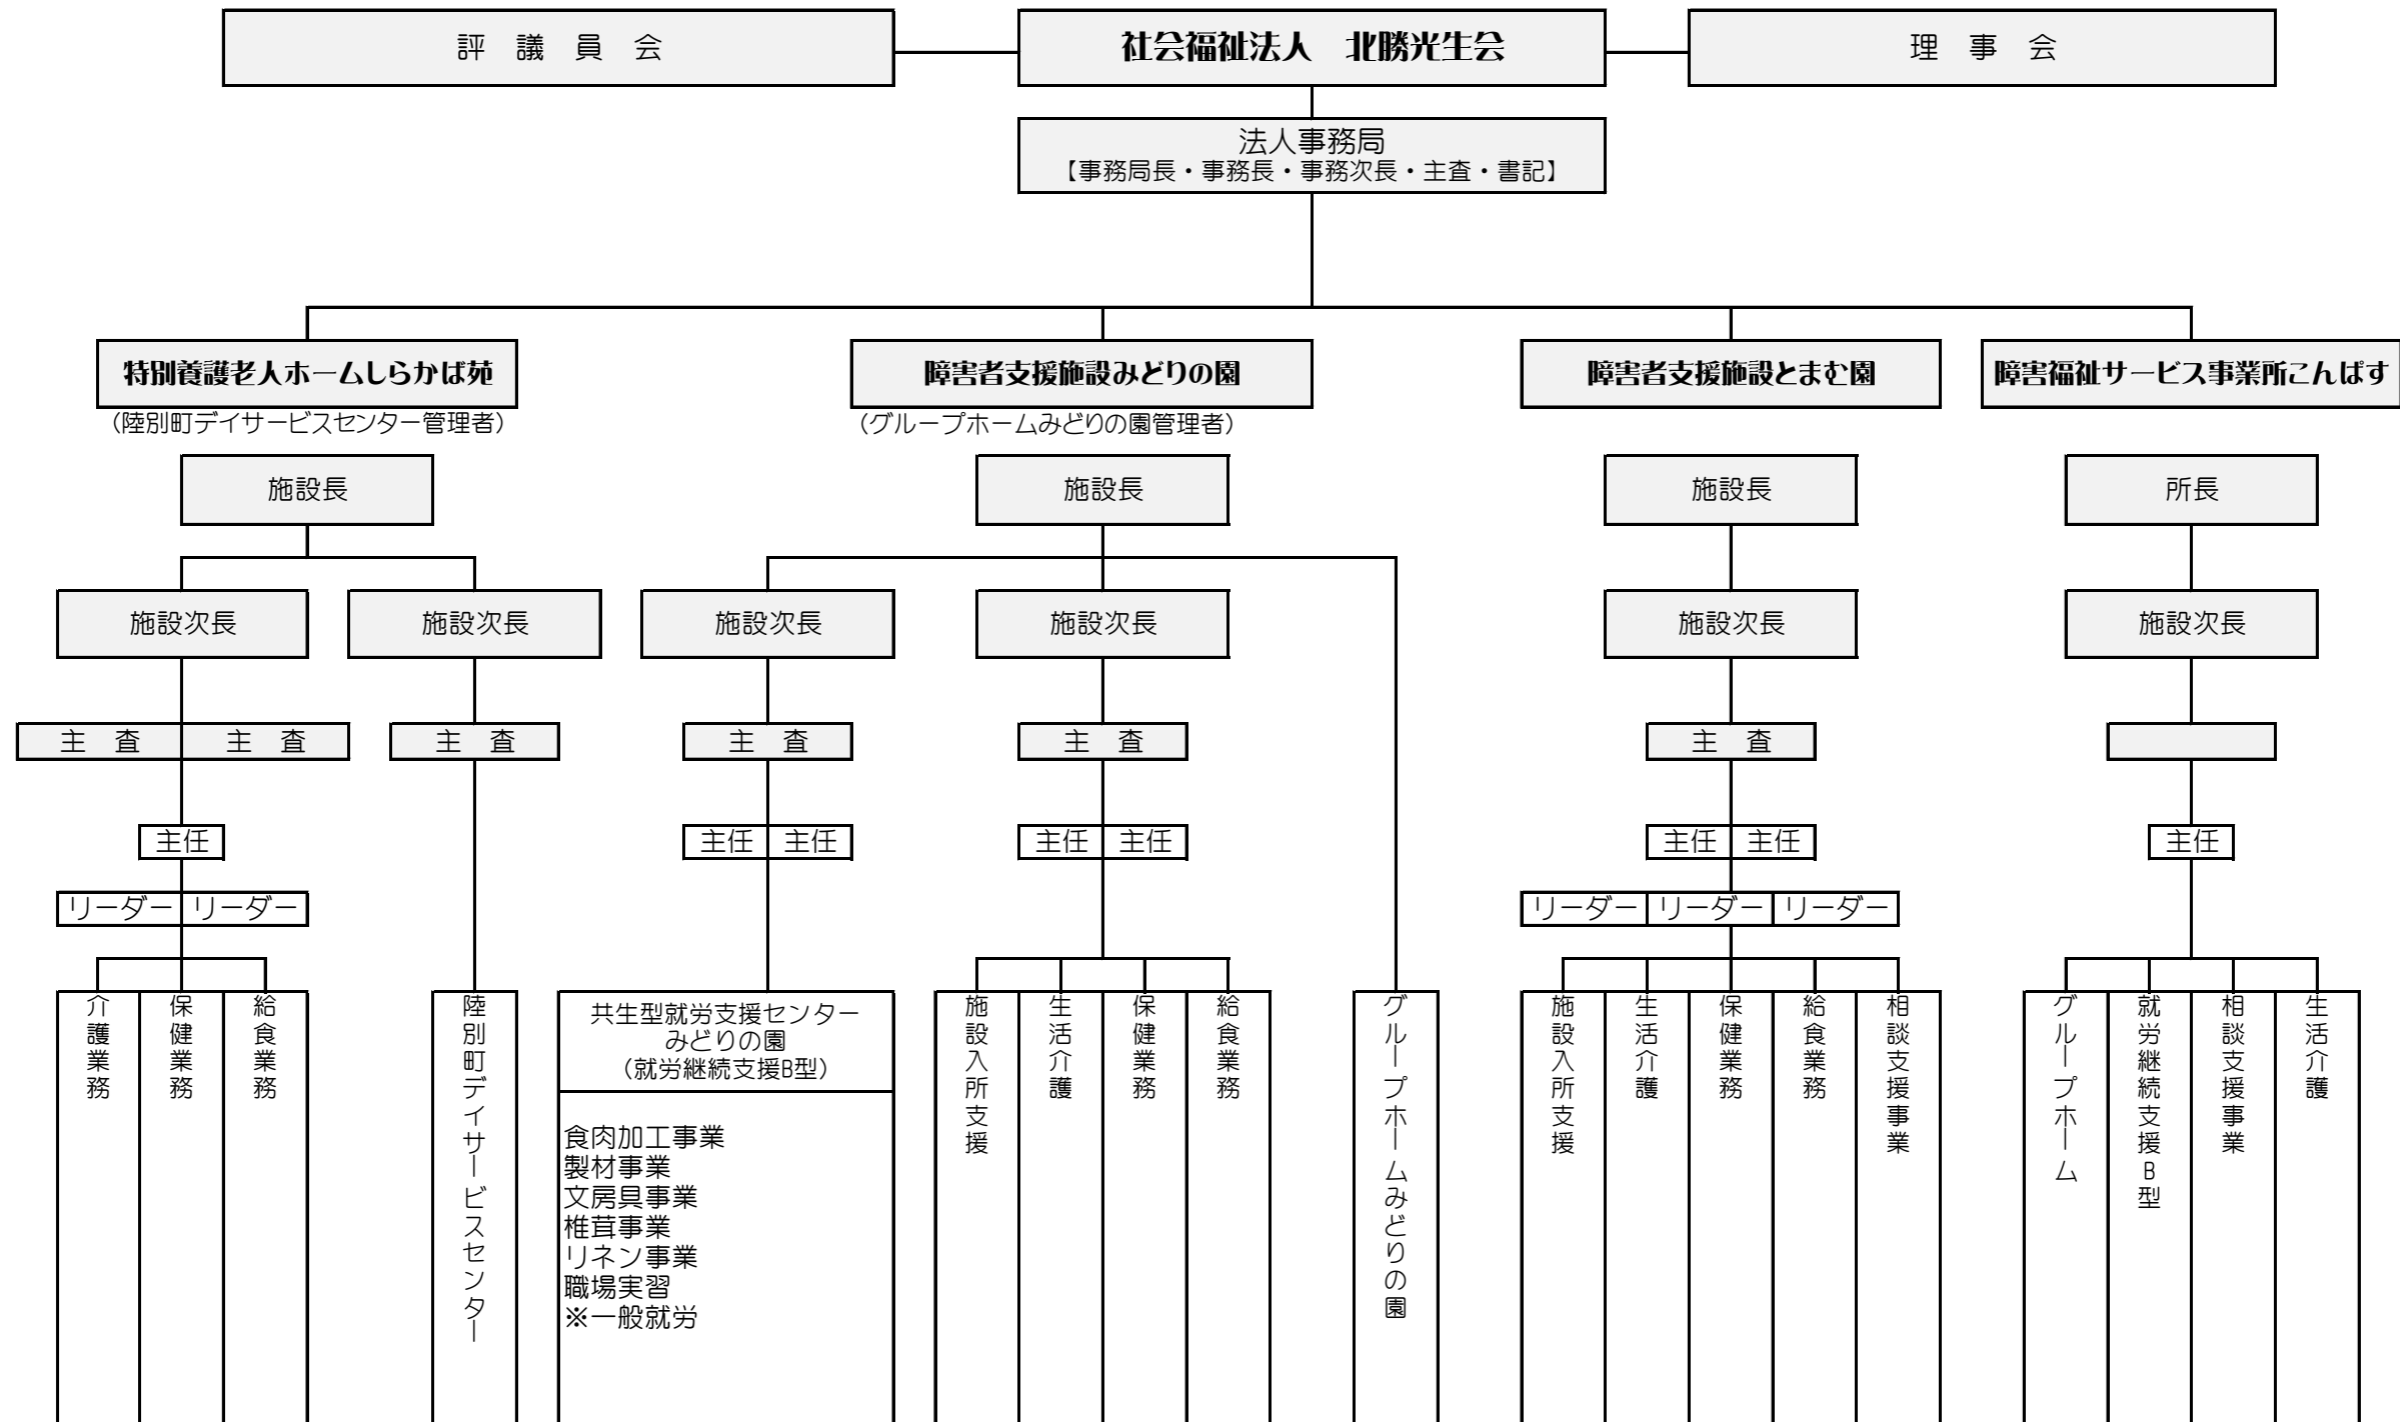 評　議　員　会
社会福祉法人　北勝光生会
理　事　会
法人事務局
【事務局長・事務長・事務次長・主査・書記】
特別養護老人ホームしらかば苑
障害者支援施設みどりの園
障害者支援施設とまむ園
障害福祉サービス事業所こんぱす
（陸別町デイサービスセンター管理者）
（グループホームみどりの園管理者）
施設長
施設長
施設長
所長
施設次長
施設次長
施設次長
施設次長
施設次長
施設次長
主　査
主　査
主　査
主　査
主　査
主　査
主任
主任
主任
主任
主任
主任
主任
主任
リーダー
リーダー
リーダー
リーダー
リーダー
介護業務
保健業務
給食業務
陸別町デイサービスセンター
共生型就労支援センター
みどりの園
（就労継続支援B型）
食肉加工事業
製材事業
文房具事業
椎茸事業
リネン事業
職場実習
※一般就労
施設入所支援
生活介護
保健業務
給食業務
グループホームみどりの園
施設入所支援
生活介護
保健業務
給食業務
相談支援事業
グループホーム
就労継続支援B型
相談支援事業
生活介護